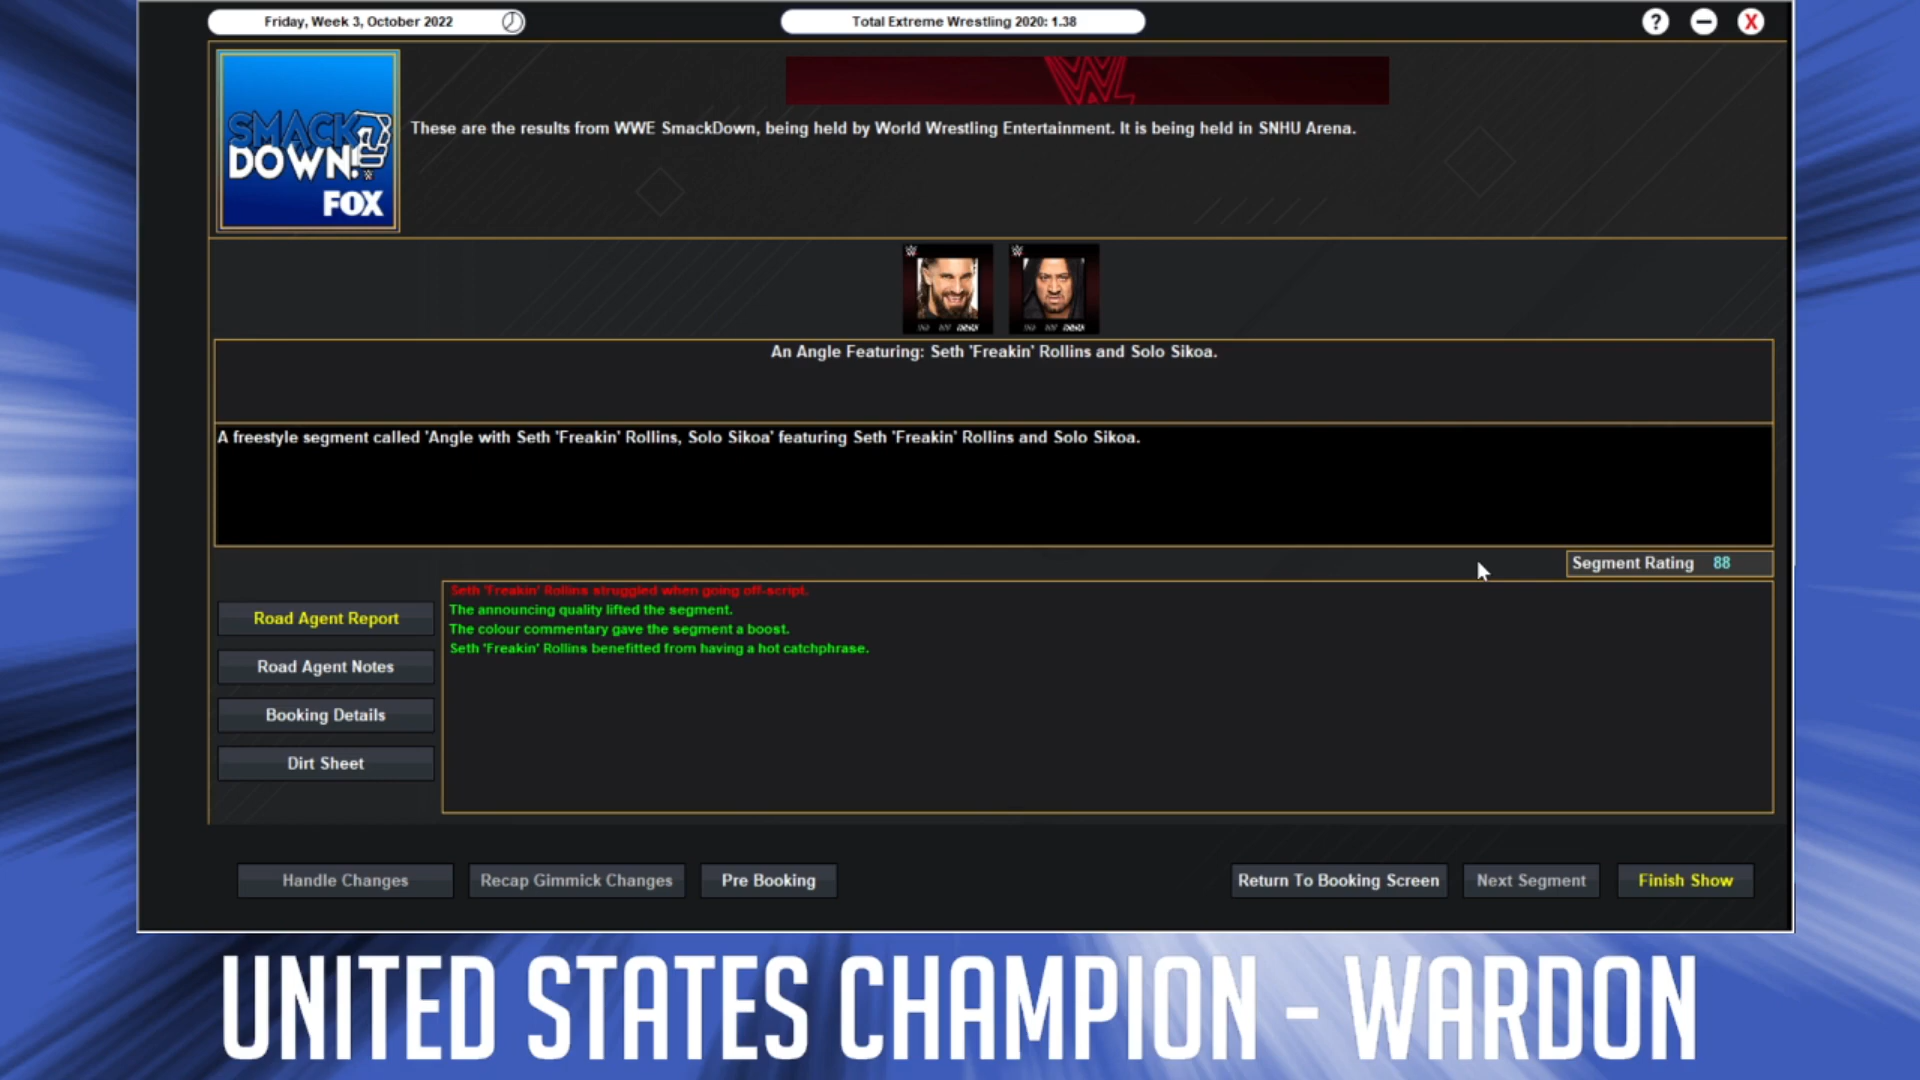 Friday, Week 3, October 2022
Total Extreme Wrestling 2020: 1.38
?
X
SMACK
DOWN!
FOX
These are the results from WWE SmackDown, being held by World Wrestling Entertainment. It is being held in SNHU Arena.
An Angle Featuring: Seth 'Freakin' Rollins and Solo Sikoa.
A freestyle segment called 'Angle with Seth 'Freakin' Rollins, Solo Sikoa' featuring Seth 'Freakin' Rollins and Solo Sikoa.
Segment Rating 88
Seth 'Freakin' Rollins struggled when going off-script.
The announcing quality lifted the segment.
The colour commentary gave the segment a boost.
Seth 'Freakin' Rollins benefitted from having a hot catchphrase.
Road Agent Report
Road Agent Notes
Booking Details
Dirt Sheet
Handle Changes
Recap Gimmick Changes
Pre Booking
Return To Booking Screen
Next Segment
Finish Show
UNITED STATES CHAMPION - WARDON